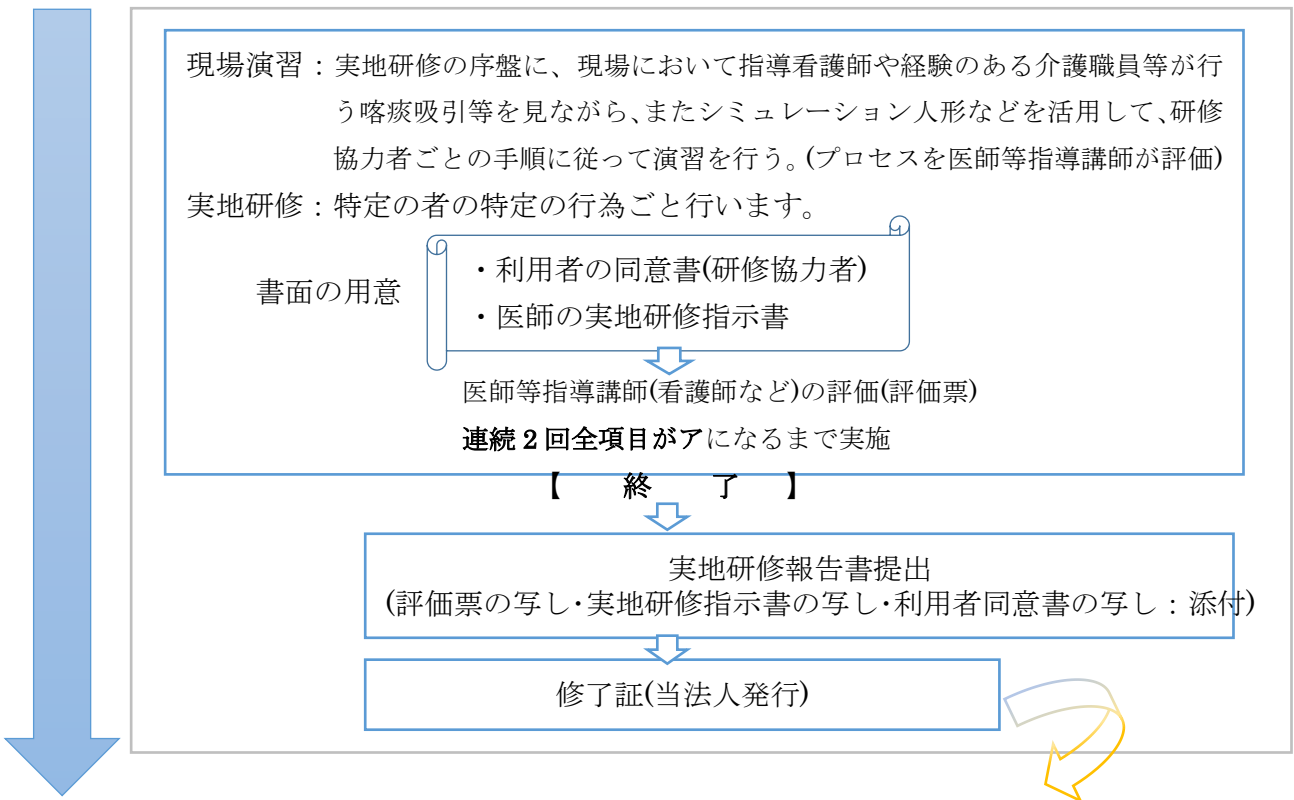 現場演習：実地研修の序盤に、現場において指導看護師や経験のある介護職員等が行
う喀痰吸引等を見ながら、またシミュレーション人形などを活用して、研修
協力者ごとの手順に従って演習を行う。(プロセスを医師等指導講師が評価)
実地研修：特定の者の特定の行為ごと行います。
書面の用意
・利用者の同意書(研修協力者)
・医師の実地研修指示書
医師等指導講師(看護師など)の評価(評価票)
連続 2 回全項目がアになるまで実施
【　終　了　】
実地研修報告書提出
(評価票の写し・実地研修指示書の写し・利用者同意書の写し：添付)
修了証(当法人発行)